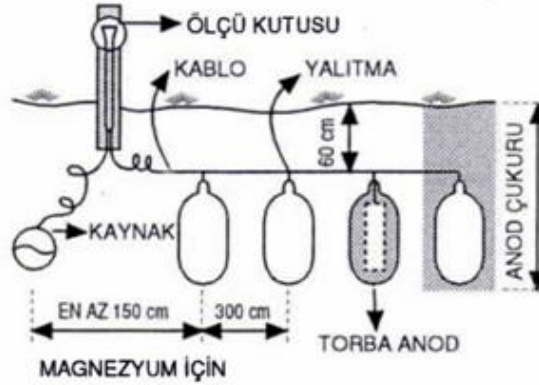 ÖLÇÜ KUTUSU
KABLO
YALITMA
60 cm
ANOD ÇUKURU
KAYNAK
EN AZ 150 cm
300 cm
TORBA ANOD
MAGNEZYUM İÇİN